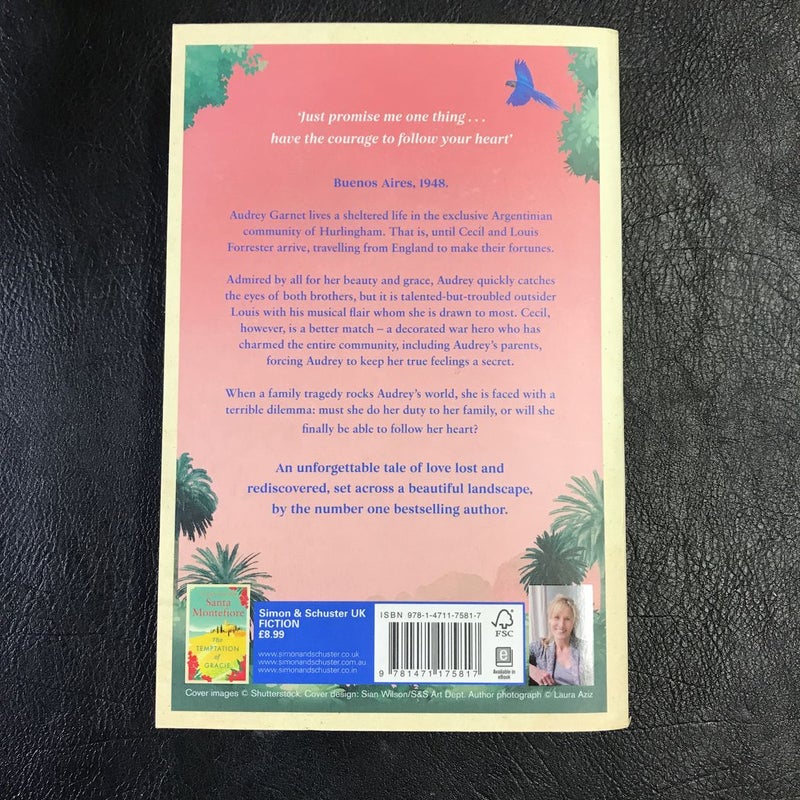 ‘Just promise me one thing . . .
have the courage to follow your heart’
Buenos Aires, 1948.
Audrey Garnet lives a sheltered life in the exclusive Argentinian
community of Hurlingham. That is, until Cecil and Louis
Forrester arrive, travelling from England to make their fortunes.
Admired by all for her beauty and grace, Audrey quickly catches
the eyes of both brothers, but it is talented-but-troubled outsider
Louis with his musical flair whom she is drawn to most. Cecil,
however, is a better match – a decorated war hero who has
charmed the entire community, including Audrey’s parents,
forcing Audrey to keep her true feelings a secret.
When a family tragedy rocks Audrey’s world, she is faced with a
terrible dilemma: must she do her duty to her family, or will she
finally be able to follow her heart?
An unforgettable tale of love lost and
rediscovered, set across a beautiful landscape,
by the number one bestselling author.
Santa
Montefiore
The
TEMPTATION
of
GRACIE
Simon & Schuster UK
FICTION
£8.99
www.simonandschuster.co.uk
www.simonandschuster.com.au
www.simonandschuster.co.in
ISBN 978-1-4711-7581-7
9 781471 175817
FSC
e
Available in
eBook
Cover images © Shutterstock. Cover design: Sian Wilson/S&S Art Dept. Author photograph © Laura Aziz